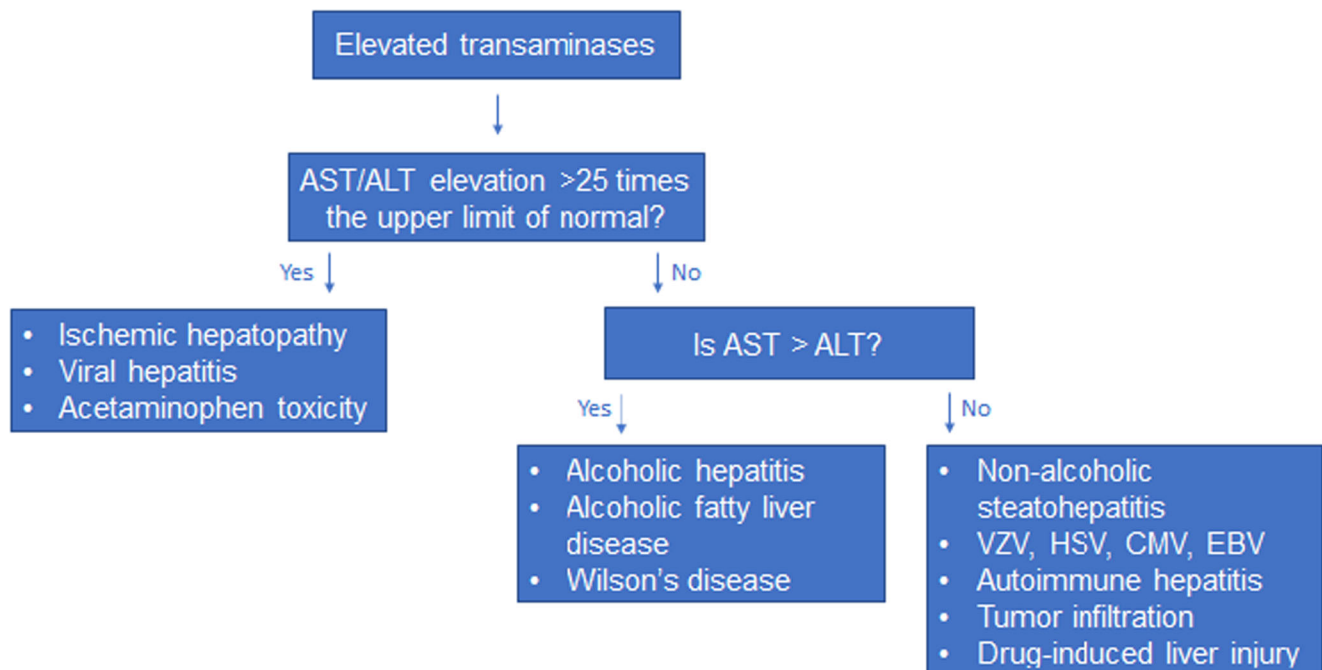 Elevated transaminases
AST/ALT elevation >25 times
the upper limit of normal?
Yes
No
• Ischemic hepatopathy
• Viral hepatitis
• Acetaminophen toxicity
Is AST > ALT?
Yes
No
• Alcoholic hepatitis
• Alcoholic fatty liver
disease
• Wilson's disease
• Non-alcoholic
steatohepatitis
• VZV, HSV, CMV, EBV
• Autoimmune hepatitis
• Tumor infiltration
• Drug-induced liver injury